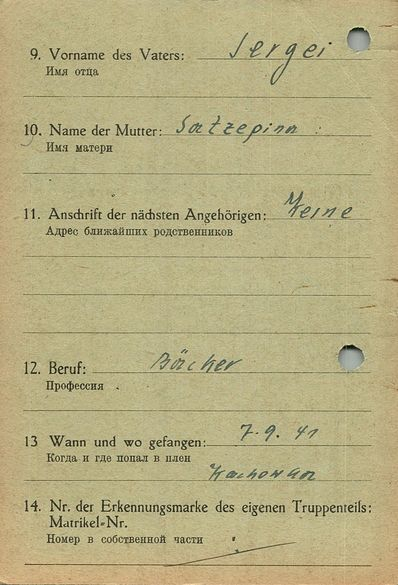 9. Vorname des Vaters: Sergei
Имя отца
10. Name der Mutter: Satzepinn
Имя матери
11. Anschrift der nächsten Angehörigen: Keine
Адрес ближайших родственников
12. Beruf: Bäcker
Профессия
13 Wann und wo gefangen: 7.9.41
Когда и где попал в плен
Kachowka
14. Nr. der Erkennungsmarke des eigenen Truppenteils:
Matrikel-Nr.
Номер в собственной части